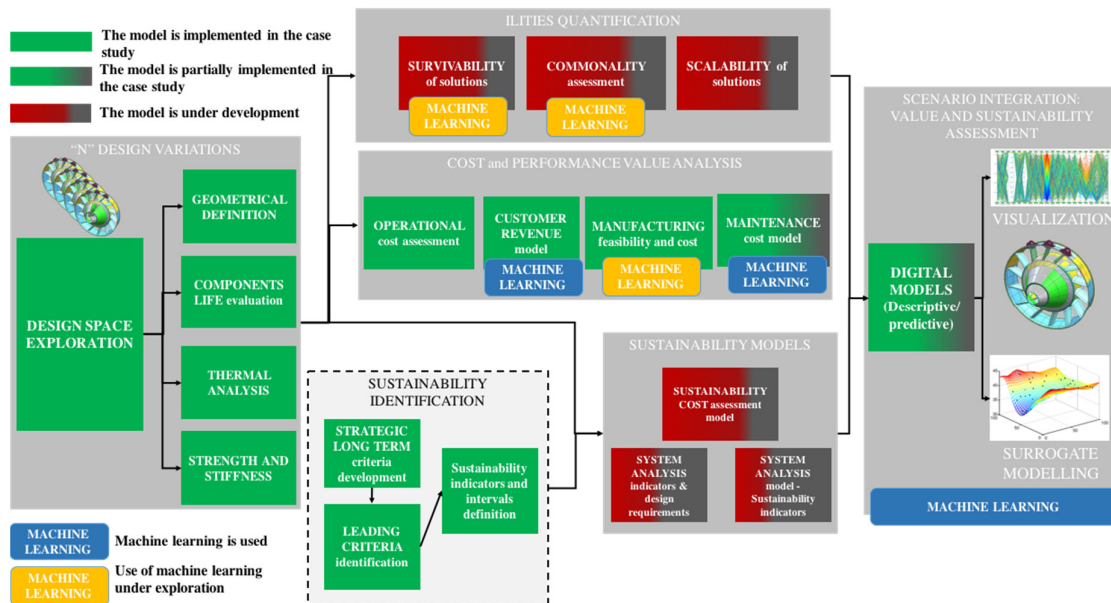 The model is implemented in the case
study
The model is partially implemented in
the case study
The model is under development
ILITIES QUANTIFICATION
SURVIVABILITY
of solutions
MACHINE
LEARNING
COMMONALITY
assessment
MACHINE
LEARNING
SCALABILITY of
solutions
"N" DESIGN VARIATIONS
DESIGN SPACE
EXPLORATION
GEOMETRICAL
DEFINITION
COMPONENTS
LIFE evaluation
THERMAL
ANALYSIS
STRENGTH AND
STIFFNESS
COST and PERFORMANCE VALUE ANALYSIS
OPERATIONAL
cost assessment
CUSTOMER
REVENUE
model
MACHINE
LEARNING
MANUFACTURING
feasibility and cost
MACHINE
LEARNING
MAINTENANCE
cost model
MACHINE
LEARNING
SUSTAINABILITY
IDENTIFICATION
STRATEGIC
LONG TERM
criteria
development
LEADING
CRITERIA
identification
Sustainability
indicators and
intervals
definition
SUSTAINABILITY MODELS
SUSTAINABILITY
COST assessment
model
SYSTEM
ANALYSIS
indicators &
design
requirements
SYSTEM
ANALYSIS
model -
Sustainability
indicators
SCENARIO INTEGRATION:
VALUE AND SUSTAINABILITY
ASSESSMENT
VISUALIZATION
DIGITAL
MODELS
(Descriptive/
predictive)
SURROGATE
MODELLING
MACHINE LEARNING
MACHINE
LEARNING
Machine learning is used
MACHINE
LEARNING
Use of machine learning
under exploration